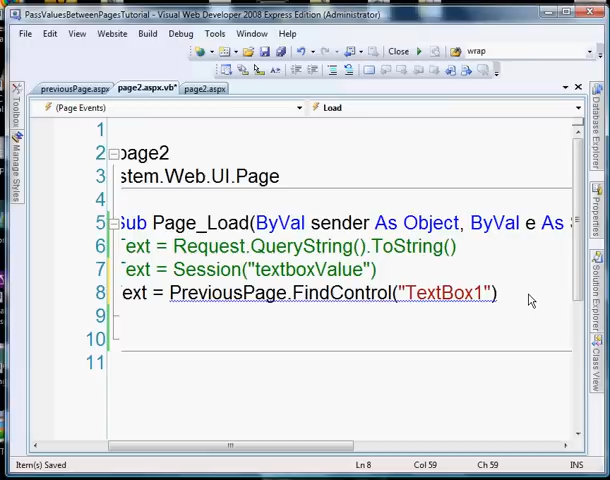 PassValuesBetweenPagesTutorial - Visual Web Developer 2008 Express Edition (Administrator)
File Edit View Website Build Debug Tools Window Help
Close wrap
previousPage.aspx page2.aspx.vb* page2.aspx
(Page Events) Load
1
2 page2
3 stem.Web.UI.Page
4
5 Sub Page_Load(ByVal sender As Object, ByVal e As S
6 Text = Request.QueryString().ToString()
7 Text = Session("textboxValue")
8 Text = PreviousPage.FindControl("TextBox1")
9
10
11
Toolbox
Manage Styles
Database Explorer
Properties
Solution Explorer
Item(s) Saved Ln 8 Col 59 Ch 59 INS